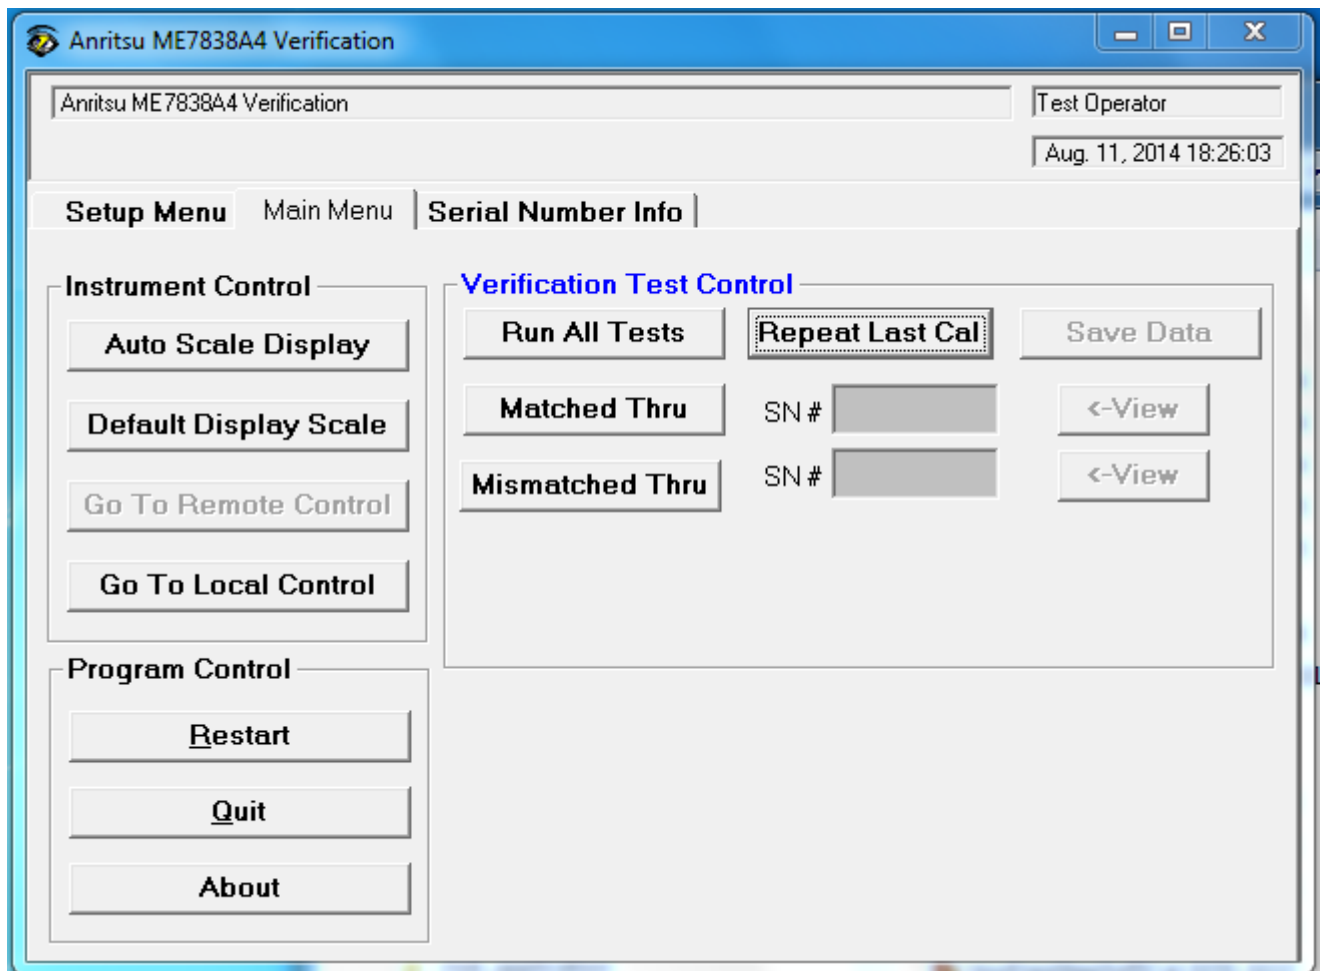 Anritsu ME7838A4 Verification
Anritsu ME7838A4 Verification
Test Operator
Aug. 11, 2014 18:26:03
Setup Menu Main Menu Serial Number Info
Instrument Control
Auto Scale Display
Default Display Scale
Go To Remote Control
Go To Local Control
Verification Test Control
Run All Tests Repeat Last Cal Save Data
Matched Thru SN # <-View
Mismatched Thru SN # <-View
Program Control
Restart
Quit
About